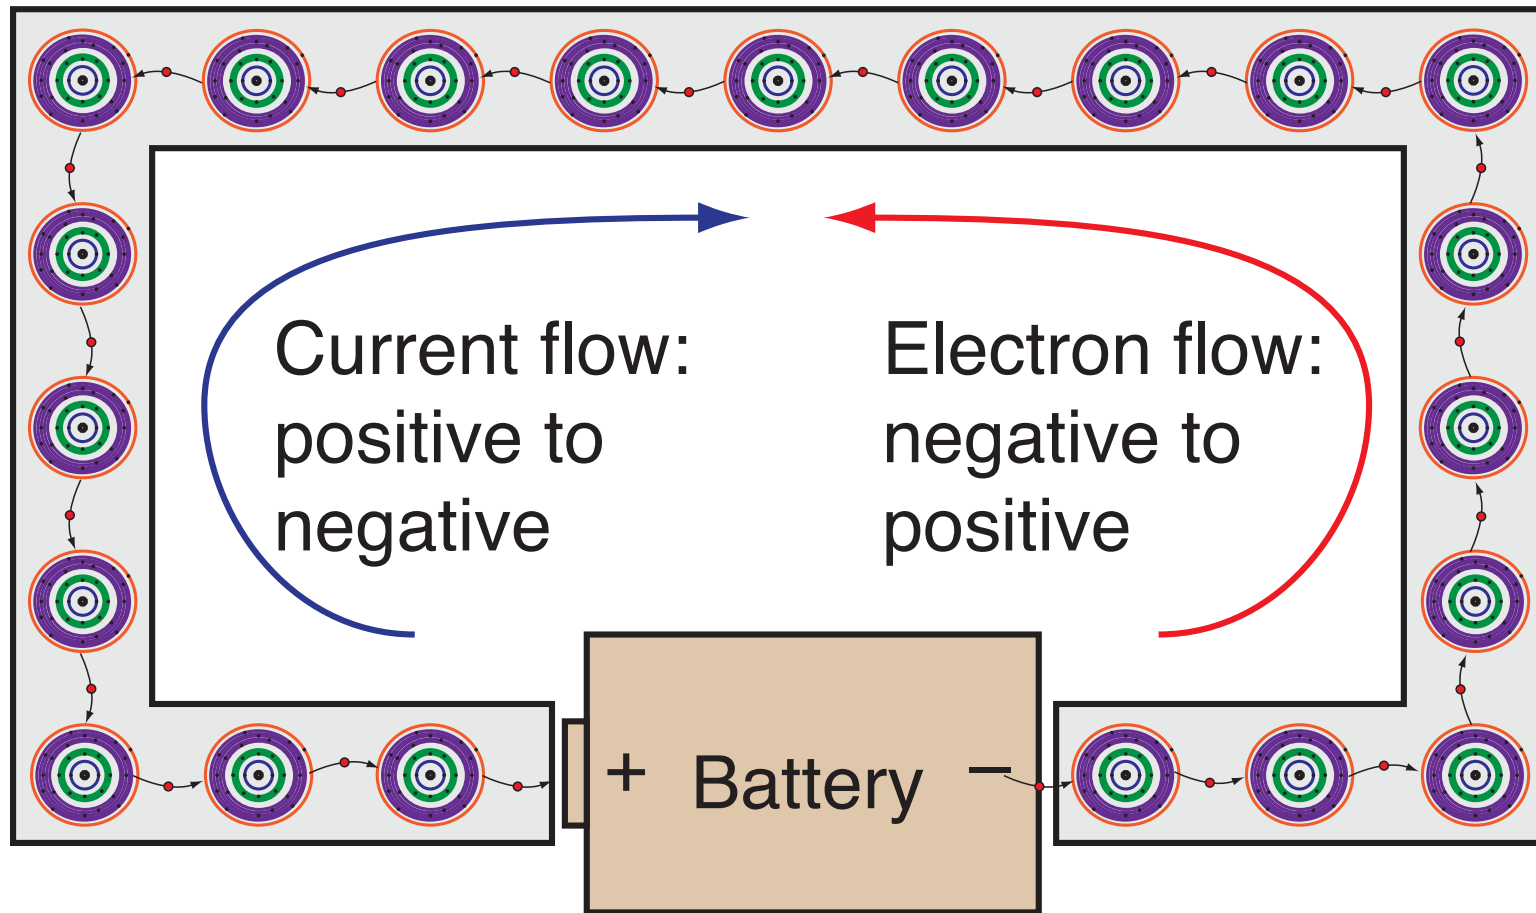 Current flow:
positive to
negative
Electron flow:
negative to
positive
+ Battery −